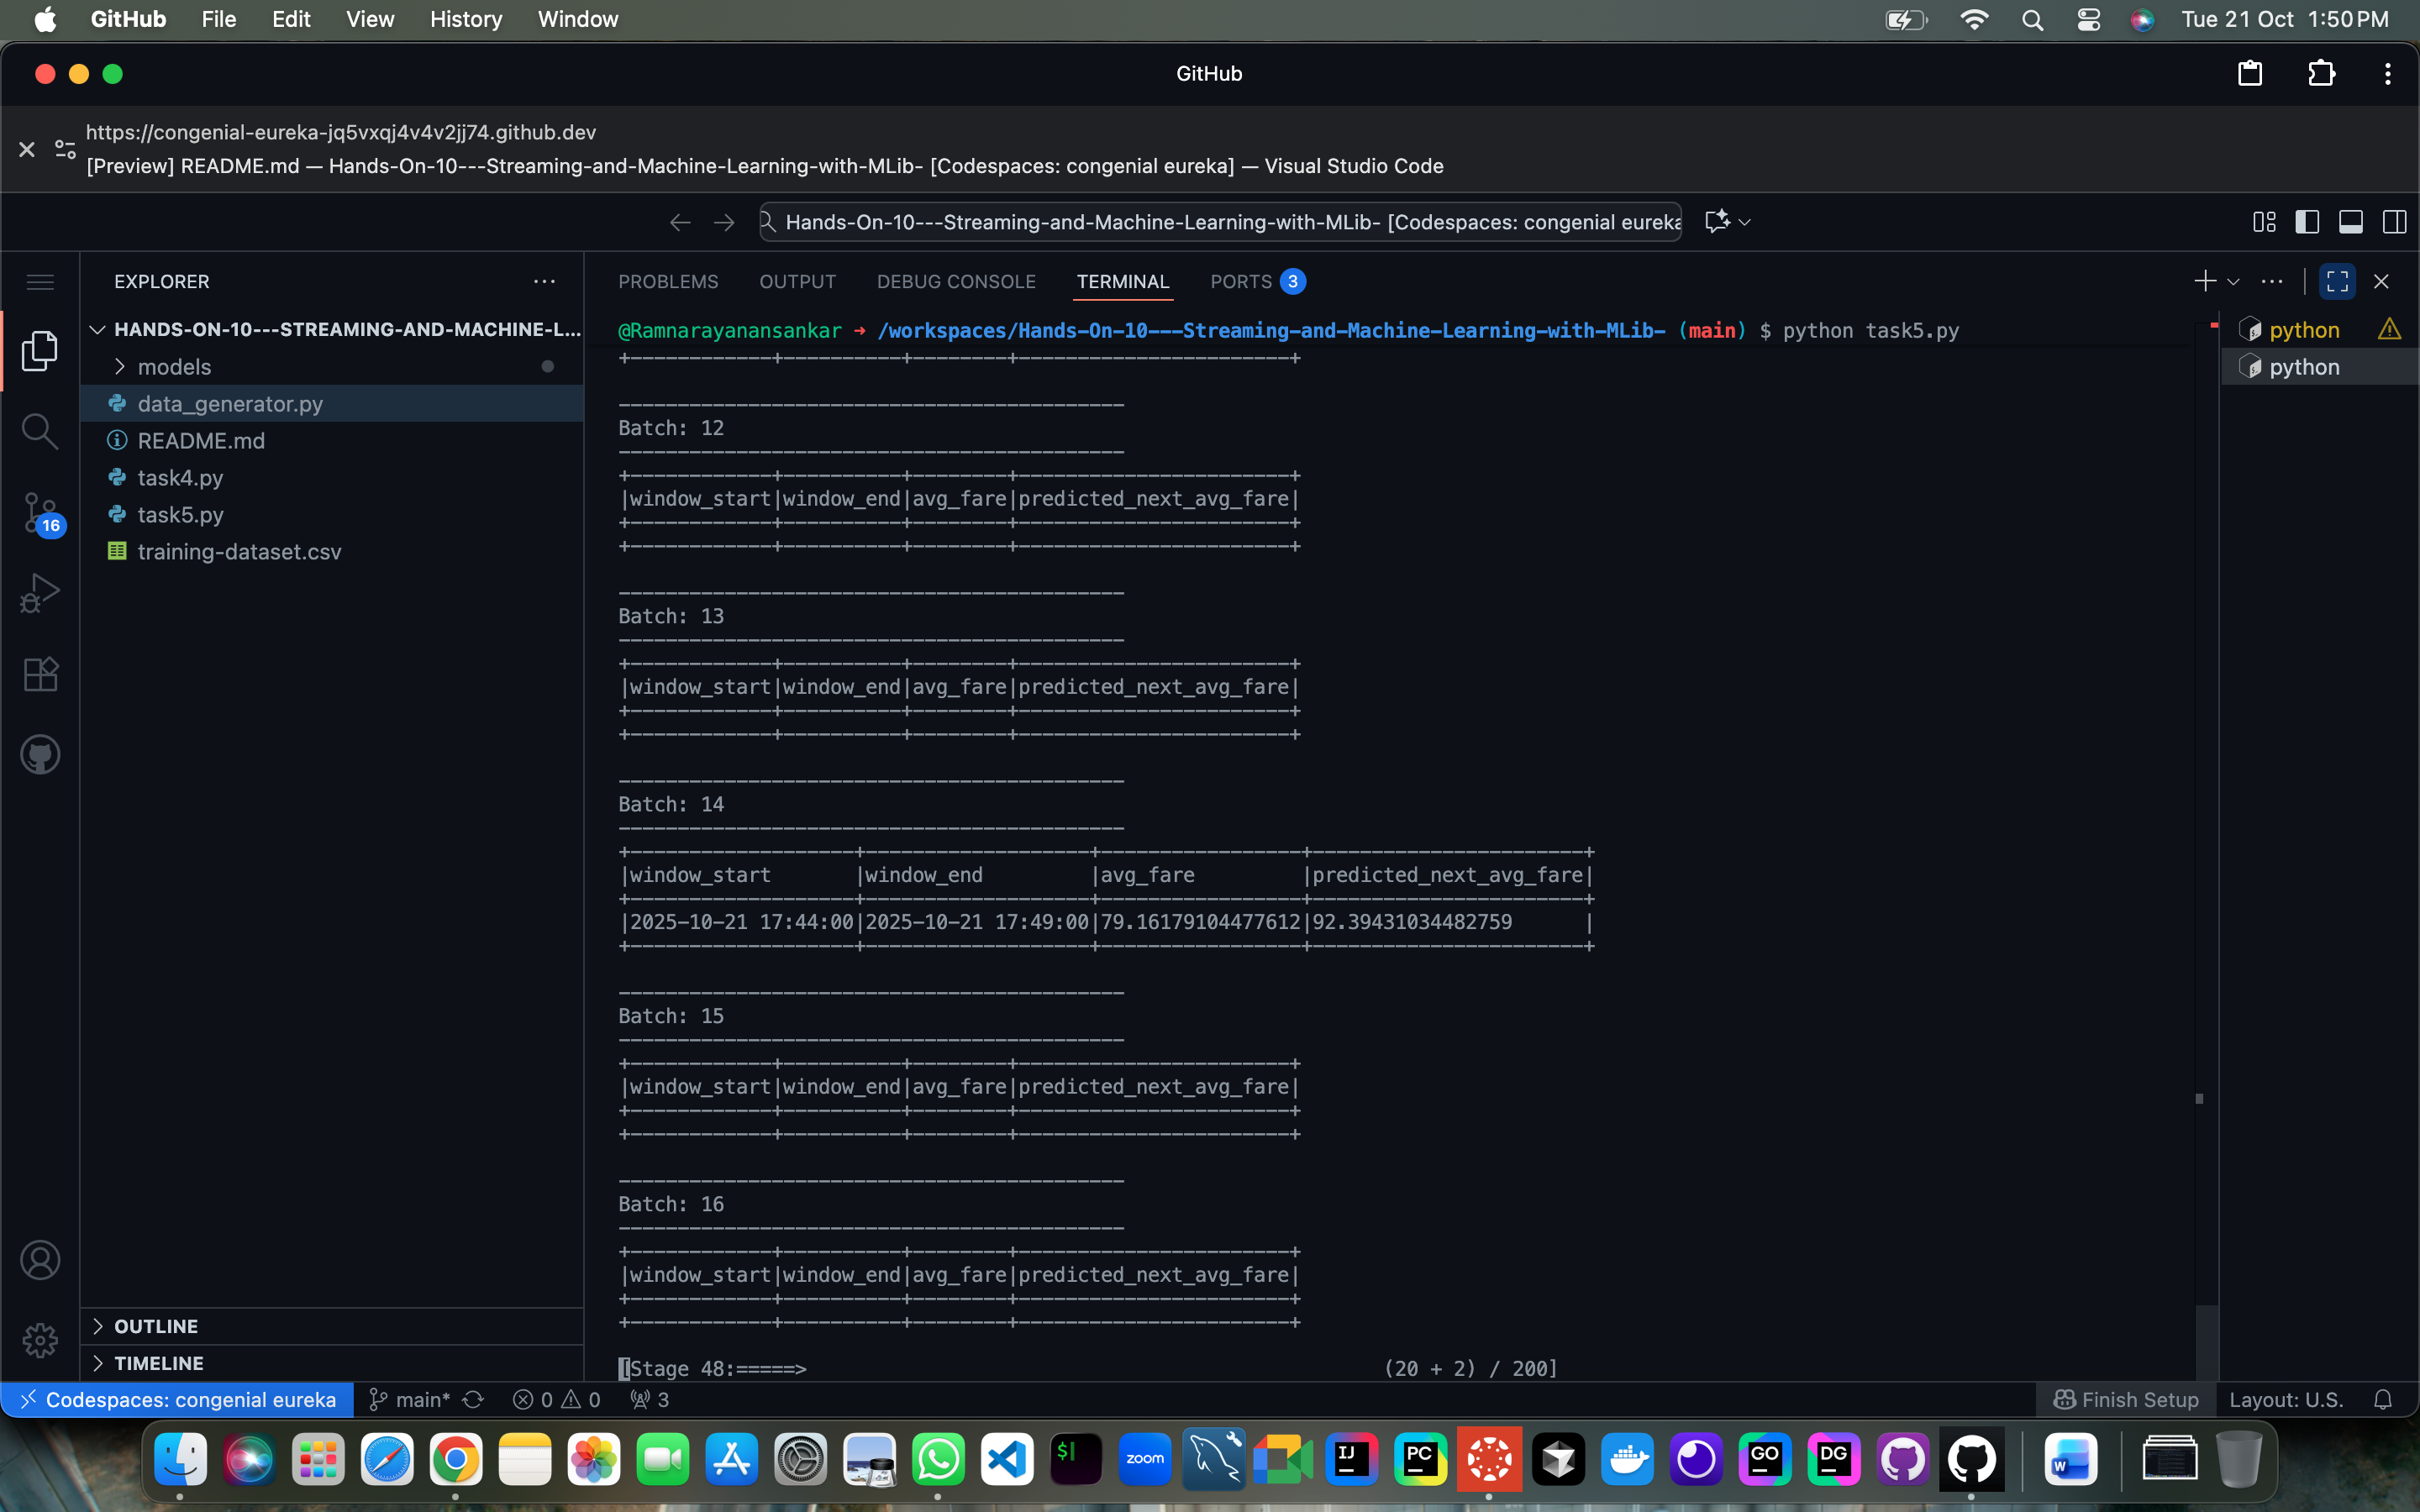 GitHub File Edit View History Window Tue 21 Oct 1:50 PM
GitHub
https://congenial-eureka-jq5vxqj4v4v2jj74.github.dev
[Preview] README.md — Hands-On-10---Streaming-and-Machine-Learning-with-MLib- [Codespaces: congenial eureka] — Visual Studio Code
Hands-On-10---Streaming-and-Machine-Learning-with-MLib- [Codespaces: congenial eureka
EXPLORER
HANDS-ON-10---STREAMING-AND-MACHINE-L...
models
data_generator.py
README.md
task4.py
task5.py
training-dataset.csv
16
OUTLINE
TIMELINE
PROBLEMS OUTPUT DEBUG CONSOLE TERMINAL PORTS 3
@Ramnarayanansankar → /workspaces/Hands-On-10---Streaming-and-Machine-Learning-with-MLib- (main) $ python task5.py
+------------+----------+--------+-----------------------+
-------------------------------------------
Batch: 12
-------------------------------------------
+------------+----------+--------+-----------------------+
|window_start|window_end|avg_fare|predicted_next_avg_fare|
+------------+----------+--------+-----------------------+
+------------+----------+--------+-----------------------+
-------------------------------------------
Batch: 13
-------------------------------------------
+------------+----------+--------+-----------------------+
|window_start|window_end|avg_fare|predicted_next_avg_fare|
+------------+----------+--------+-----------------------+
+------------+----------+--------+-----------------------+
-------------------------------------------
Batch: 14
-------------------------------------------
+-------------------+-------------------+-----------------+-----------------------+
|window_start       |window_end         |avg_fare         |predicted_next_avg_fare|
+-------------------+-------------------+-----------------+-----------------------+
|2025-10-21 17:44:00|2025-10-21 17:49:00|79.16179104477612|92.39431034482759      |
+-------------------+-------------------+-----------------+-----------------------+
-------------------------------------------
Batch: 15
-------------------------------------------
+------------+----------+--------+-----------------------+
|window_start|window_end|avg_fare|predicted_next_avg_fare|
+------------+----------+--------+-----------------------+
+------------+----------+--------+-----------------------+
-------------------------------------------
Batch: 16
-------------------------------------------
+------------+----------+--------+-----------------------+
|window_start|window_end|avg_fare|predicted_next_avg_fare|
+------------+----------+--------+-----------------------+
+------------+----------+--------+-----------------------+
[Stage 48:=====> (20 + 2) / 200]
python
python
Codespaces: congenial eureka main* 0 0 3 Finish Setup Layout: U.S.
$ zoom IJ PC GO DG W